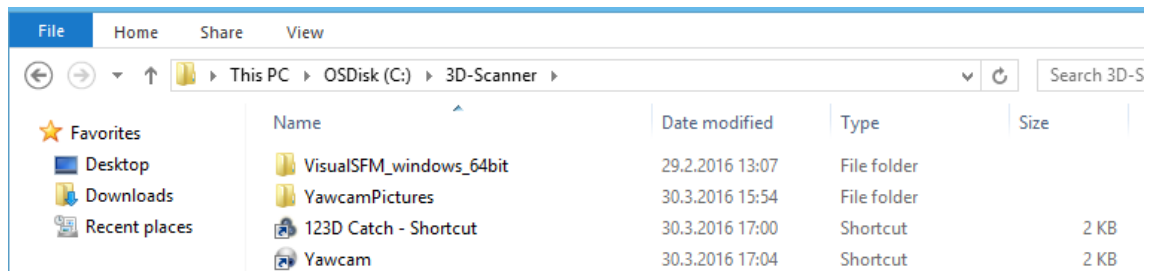 File Home Share View
This PC OSDisk (C:) 3D-Scanner Search 3D-S
Favorites
Desktop
Downloads
Recent places
Name Date modified Type Size
VisualSFM_windows_64bit 29.2.2016 13:07 File folder
YawcamPictures 30.3.2016 15:54 File folder
123D Catch - Shortcut 30.3.2016 17:00 Shortcut 2 KB
Yawcam 30.3.2016 17:04 Shortcut 2 KB